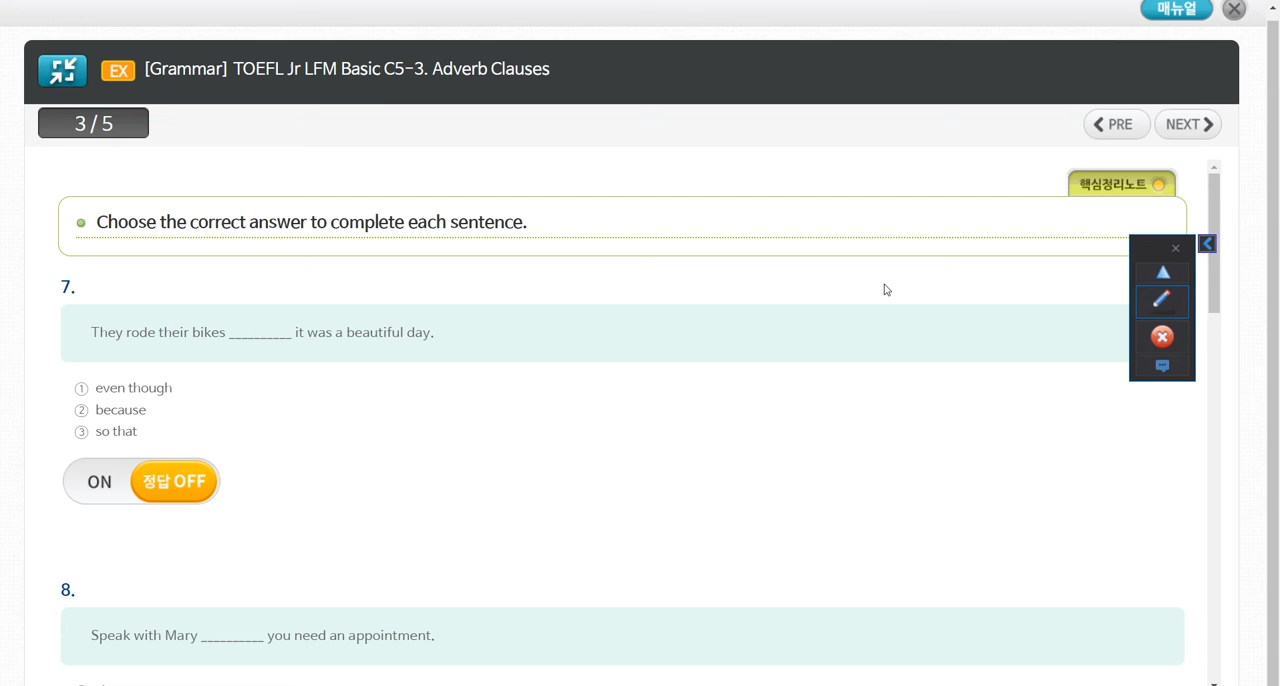 매뉴얼
EX [Grammar] TOEFL Jr LFM Basic C5-3. Adverb Clauses
3 / 5
PRE NEXT
핵심정리노트
Choose the correct answer to complete each sentence.
7.
They rode their bikes __________ it was a beautiful day.
① even though
② because
③ so that
ON 정답 OFF
8.
Speak with Mary __________ you need an appointment.